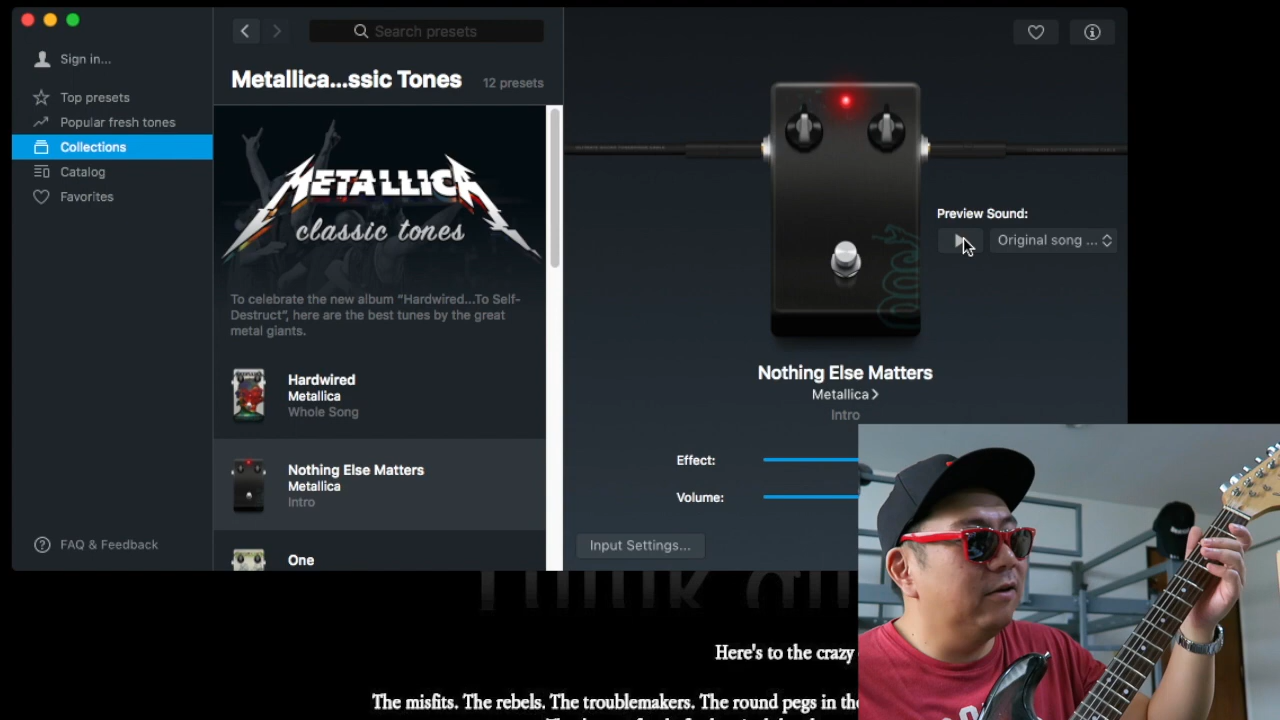 Sign in...
Top presets
Popular fresh tones
Collections
Catalog
Favorites
FAQ & Feedback
Search presets
Metallica...ssic Tones
12 presets
METALLICA
classic tones
To celebrate the new album “Hardwired...To Self-
Destruct”, here are the best tunes by the great
metal giants.
Hardwired
Metallica
Whole Song
Nothing Else Matters
Metallica
Intro
One
Preview Sound:
Original song ...
Nothing Else Matters
Metallica
Intro
Effect:
Volume:
Input Settings...
Here's to the crazy
The misfits. The rebels. The troublemakers. The round pegs in the